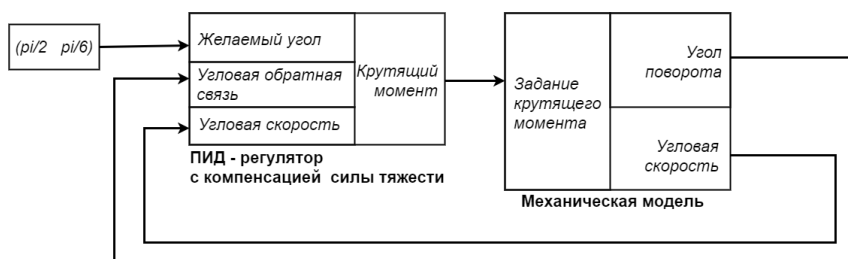 (pi/2 pi/6)
Желаемый угол
Угловая обратная
связь
Угловая скорость
Крутящий
момент
ПИД - регулятор
с компенсацией силы тяжести
Задание
крутящего
момента
Угол
поворота
Угловая
скорость
Механическая модель